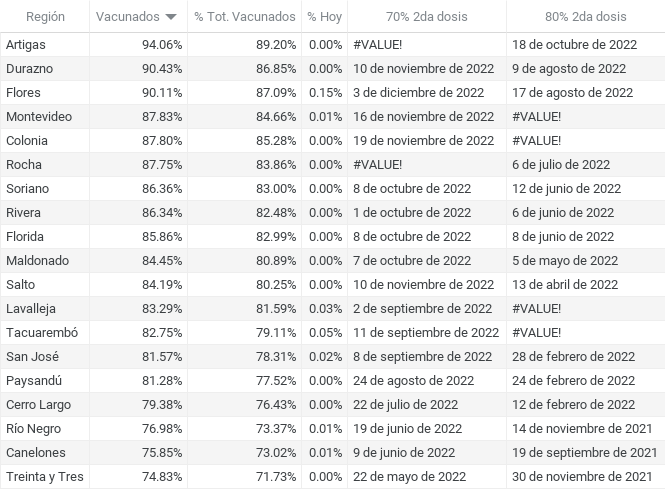 Región Vacunados % Tot. Vacunados % Hoy 70% 2da dosis 80% 2da dosis
Artigas 94.06% 89.20% 0.00% #VALUE! 18 de octubre de 2022
Durazno 90.43% 86.85% 0.00% 10 de noviembre de 2022 9 de agosto de 2022
Flores 90.11% 87.09% 0.15% 3 de diciembre de 2022 17 de agosto de 2022
Montevideo 87.83% 84.66% 0.01% 16 de noviembre de 2022 #VALUE!
Colonia 87.80% 85.28% 0.00% 19 de noviembre de 2022 #VALUE!
Rocha 87.75% 83.86% 0.00% #VALUE! 6 de julio de 2022
Soriano 86.36% 83.00% 0.00% 8 de octubre de 2022 12 de junio de 2022
Rivera 86.34% 82.48% 0.00% 1 de octubre de 2022 6 de junio de 2022
Florida 85.86% 82.99% 0.00% 8 de octubre de 2022 8 de junio de 2022
Maldonado 84.45% 80.89% 0.00% 7 de octubre de 2022 5 de mayo de 2022
Salto 84.19% 80.25% 0.00% 10 de noviembre de 2022 13 de abril de 2022
Lavalleja 83.29% 81.59% 0.03% 2 de septiembre de 2022 #VALUE!
Tacuarembó 82.75% 79.11% 0.05% 11 de septiembre de 2022 #VALUE!
San José 81.57% 78.31% 0.02% 8 de septiembre de 2022 28 de febrero de 2022
Paysandú 81.28% 77.52% 0.00% 24 de agosto de 2022 24 de febrero de 2022
Cerro Largo 79.38% 76.43% 0.00% 22 de julio de 2022 12 de febrero de 2022
Río Negro 76.98% 73.37% 0.01% 19 de junio de 2022 14 de noviembre de 2021
Canelones 75.85% 73.02% 0.01% 9 de junio de 2022 19 de septiembre de 2021
Treinta y Tres 74.83% 71.73% 0.00% 22 de mayo de 2022 30 de noviembre de 2021